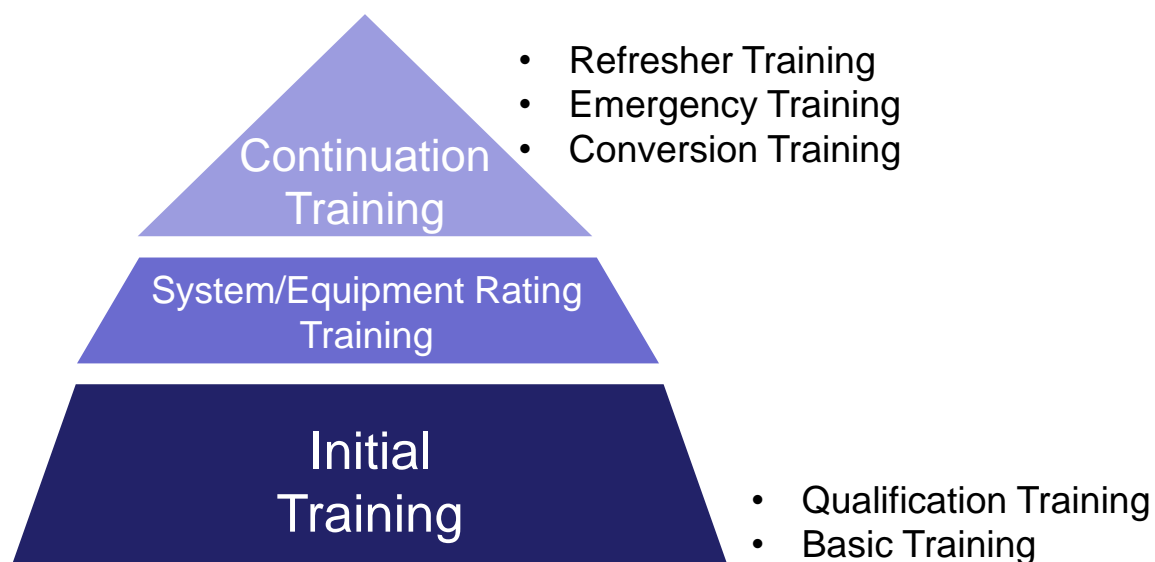 • Refresher Training
• Emergency Training
• Conversion Training
Continuation
Training
System/Equipment Rating
Training
Initial
Training
• Qualification Training
• Basic Training